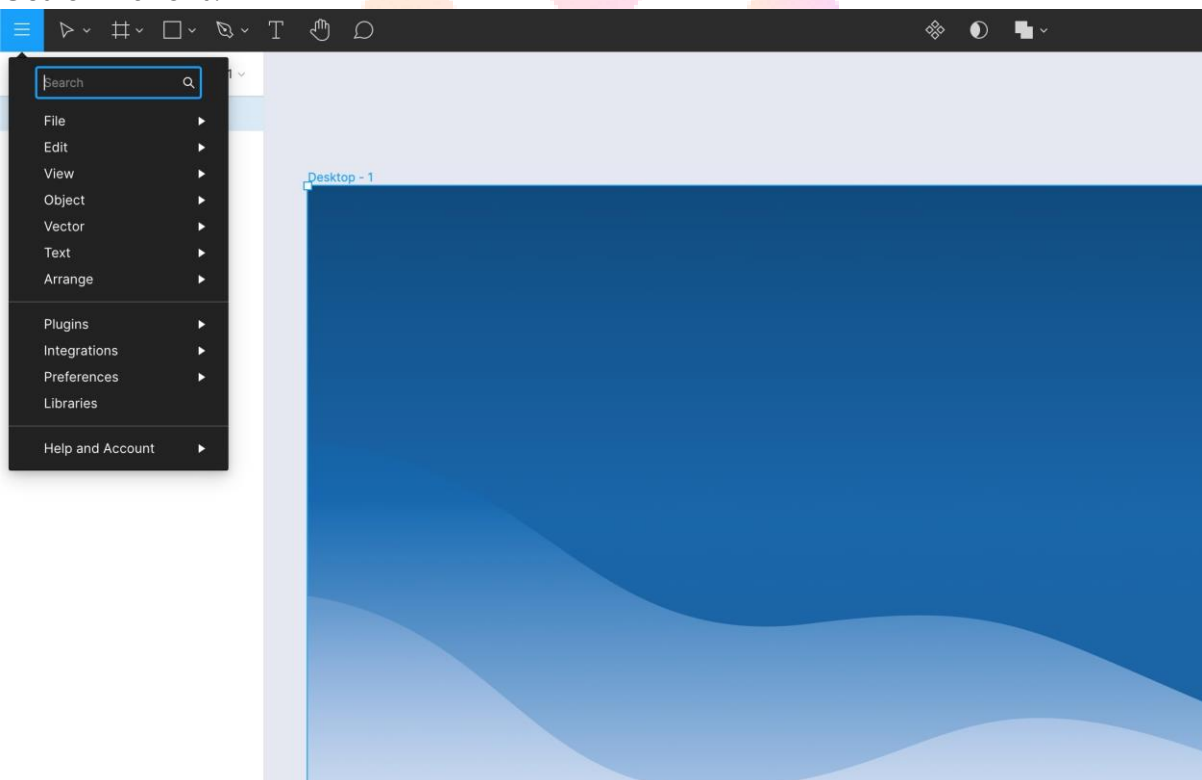 Search
File
Edit
View
Object
Vector
Text
Arrange
Plugins
Integrations
Preferences
Libraries
Help and Account
Desktop - 1